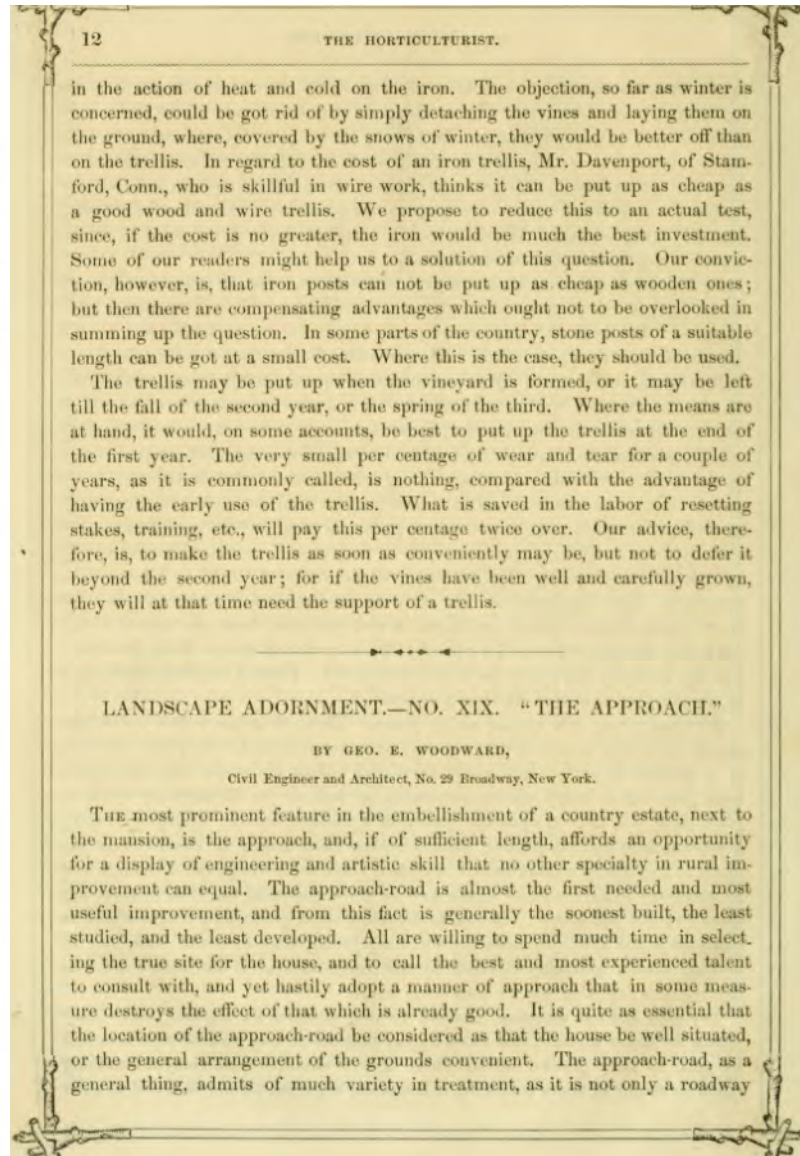 12
THE HORTICULTURIST.
in the action of heat and cold on the iron. The objection, so far as winter is
concerned, could be got rid of by simply detaching the vines and laying them on
the ground, where, covered by the snows of winter, they would be better off than
on the trellis. In regard to the cost of an iron trellis, Mr. Davenport, of Stam-
ford, Conn., who is skillful in wire work, thinks it can be put up as cheap as
a good wood and wire trellis. We propose to reduce this to an actual test,
since, if the cost is no greater, the iron would be much the best investment.
Some of our readers might help us to a solution of this question. Our convic-
tion, however, is, that iron posts can not be put up as cheap as wooden ones;
but then there are compensating advantages which ought not to be overlooked in
summing up the question. In some parts of the country, stone posts of a suitable
length can be got at a small cost. Where this is the case, they should be used.
The trellis may be put up when the vineyard is formed, or it may be left
till the fall of the second year, or the spring of the third. Where the means are
at hand, it would, on some accounts, be best to put up the trellis at the end of
the first year. The very small per centage of wear and tear for a couple of
years, as it is commonly called, is nothing, compared with the advantage of
having the early use of the trellis. What is saved in the labor of resetting
stakes, training, etc., will pay this per centage twice over. Our advice, there-
fore, is, to make the trellis as soon as conveniently may be, but not to defer it
beyond the second year; for if the vines have been well and carefully grown,
they will at that time need the support of a trellis.
LANDSCAPE ADORNMENT.—NO. XIX. "THE APPROACH."
BY GEO. E. WOODWARD,
Civil Engineer and Architect, No. 29 Broadway, New York.
THE most prominent feature in the embellishment of a country estate, next to
the mansion, is the approach, and, if of sufficient length, affords an opportunity
for a display of engineering and artistic skill that no other specialty in rural im-
provement can equal. The approach-road is almost the first needed and most
useful improvement, and from this fact is generally the soonest built, the least
studied, and the least developed. All are willing to spend much time in select.
ing the true site for the house, and to call the best and most experienced talent
to consult with, and yet hastily adopt a manner of approach that in some meas-
ure destroys the effect of that which is already good. It is quite as essential that
the location of the approach-road be considered as that the house be well situated,
or the general arrangement of the grounds convenient. The approach-road, as a
general thing, admits of much variety in treatment, as it is not only a roadway